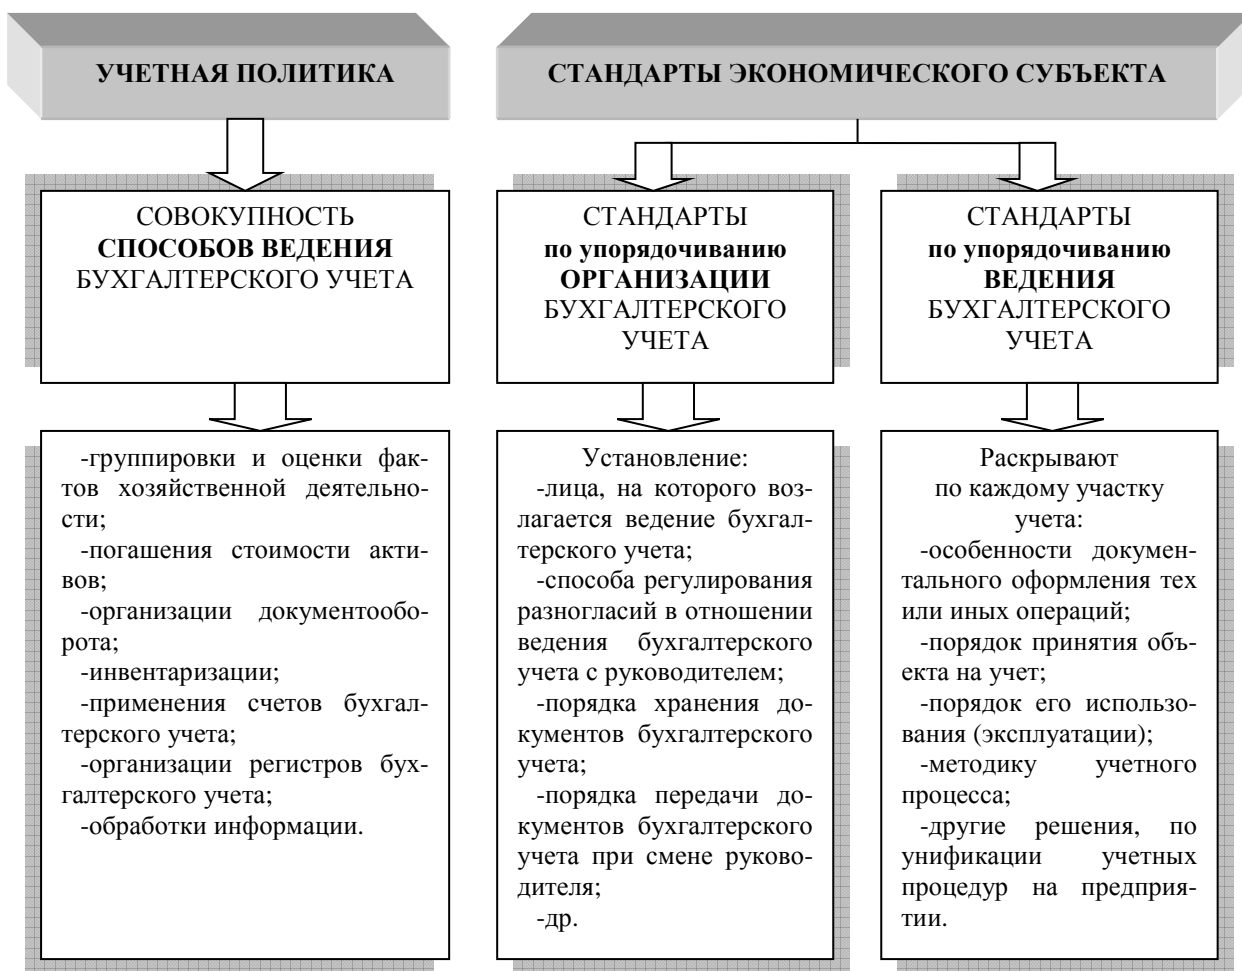 УЧЕТНАЯ ПОЛИТИКА
СОВОКУПНОСТЬ
СПОСОБОВ ВЕДЕНИЯ
БУХГАЛТЕРСКОГО УЧЕТА
-группировки и оценки фак-
тов хозяйственной деятельно-
сти;
-погашения стоимости акти-
вов;
-организации документообо-
рота;
-инвентаризации;
-применения счетов бухгал-
терского учета;
-организации регистров бух-
галтерского учета;
-обработки информации.
СТАНДАРТЫ ЭКОНОМИЧЕСКОГО СУБЪЕКТА
СТАНДАРТЫ
по упорядочиванию
ОРГАНИЗАЦИИ
БУХГАЛТЕРСКОГО
УЧЕТА
Установление:
-лица, на которого воз-
лагается ведение бухгал-
терского учета;
-способа регулирования
разногласий в отношении
ведения бухгалтерского
учета с руководителем;
-порядка хранения до-
кументов бухгалтерского
учета;
-порядка передачи до-
кументов бухгалтерского
учета при смене руково-
дителя;
-др.
СТАНДАРТЫ
по упорядочиванию
ВЕДЕНИЯ
БУХГАЛТЕРСКОГО
УЧЕТА
Раскрывают
по каждому участку
учета:
-особенности докумен-
тального оформления тех
или иных операций;
-порядок принятия объ-
екта на учет;
-порядок его использо-
вания (эксплуатации);
-методику учетного
процесса;
-другие решения, по
унификации учетных
процедур на предприя-
тии.